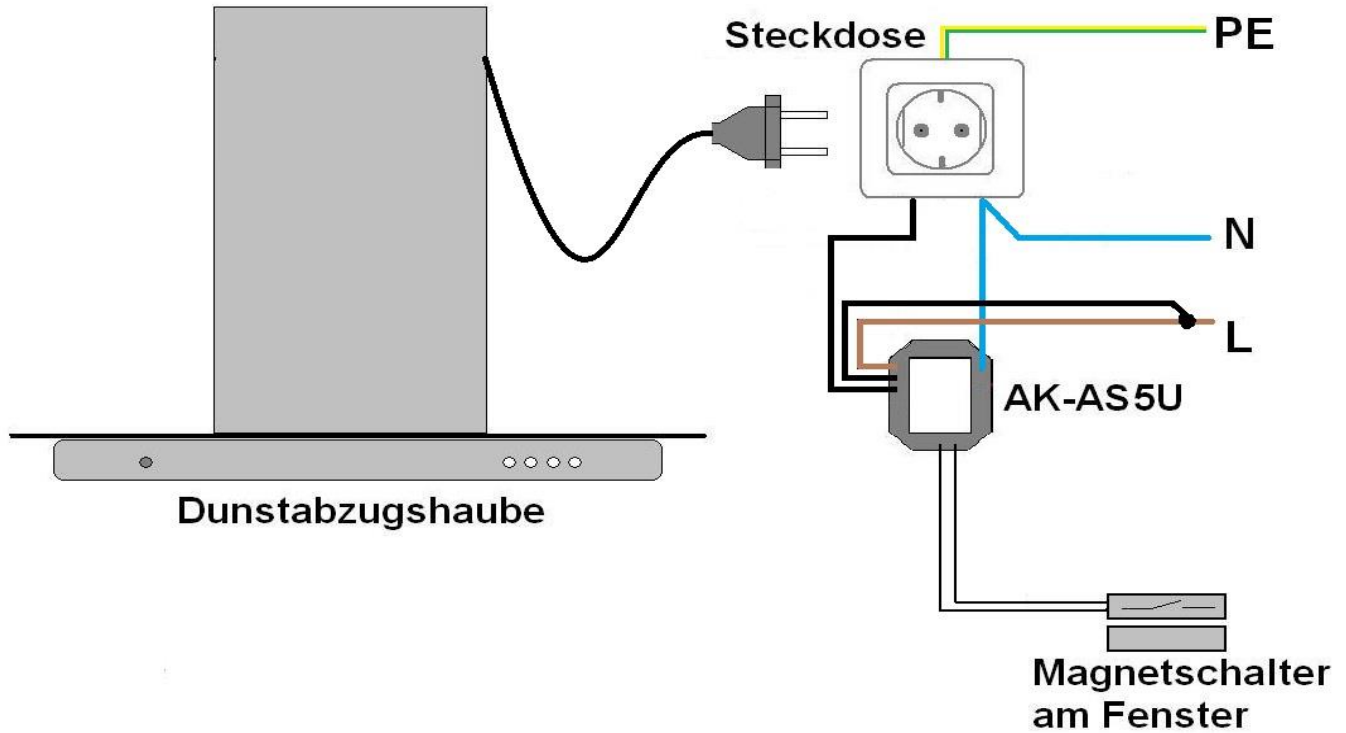 Steckdose
PE
N
L
AK-AS5U
Dunstabzugshaube
Magnetschalter
am Fenster